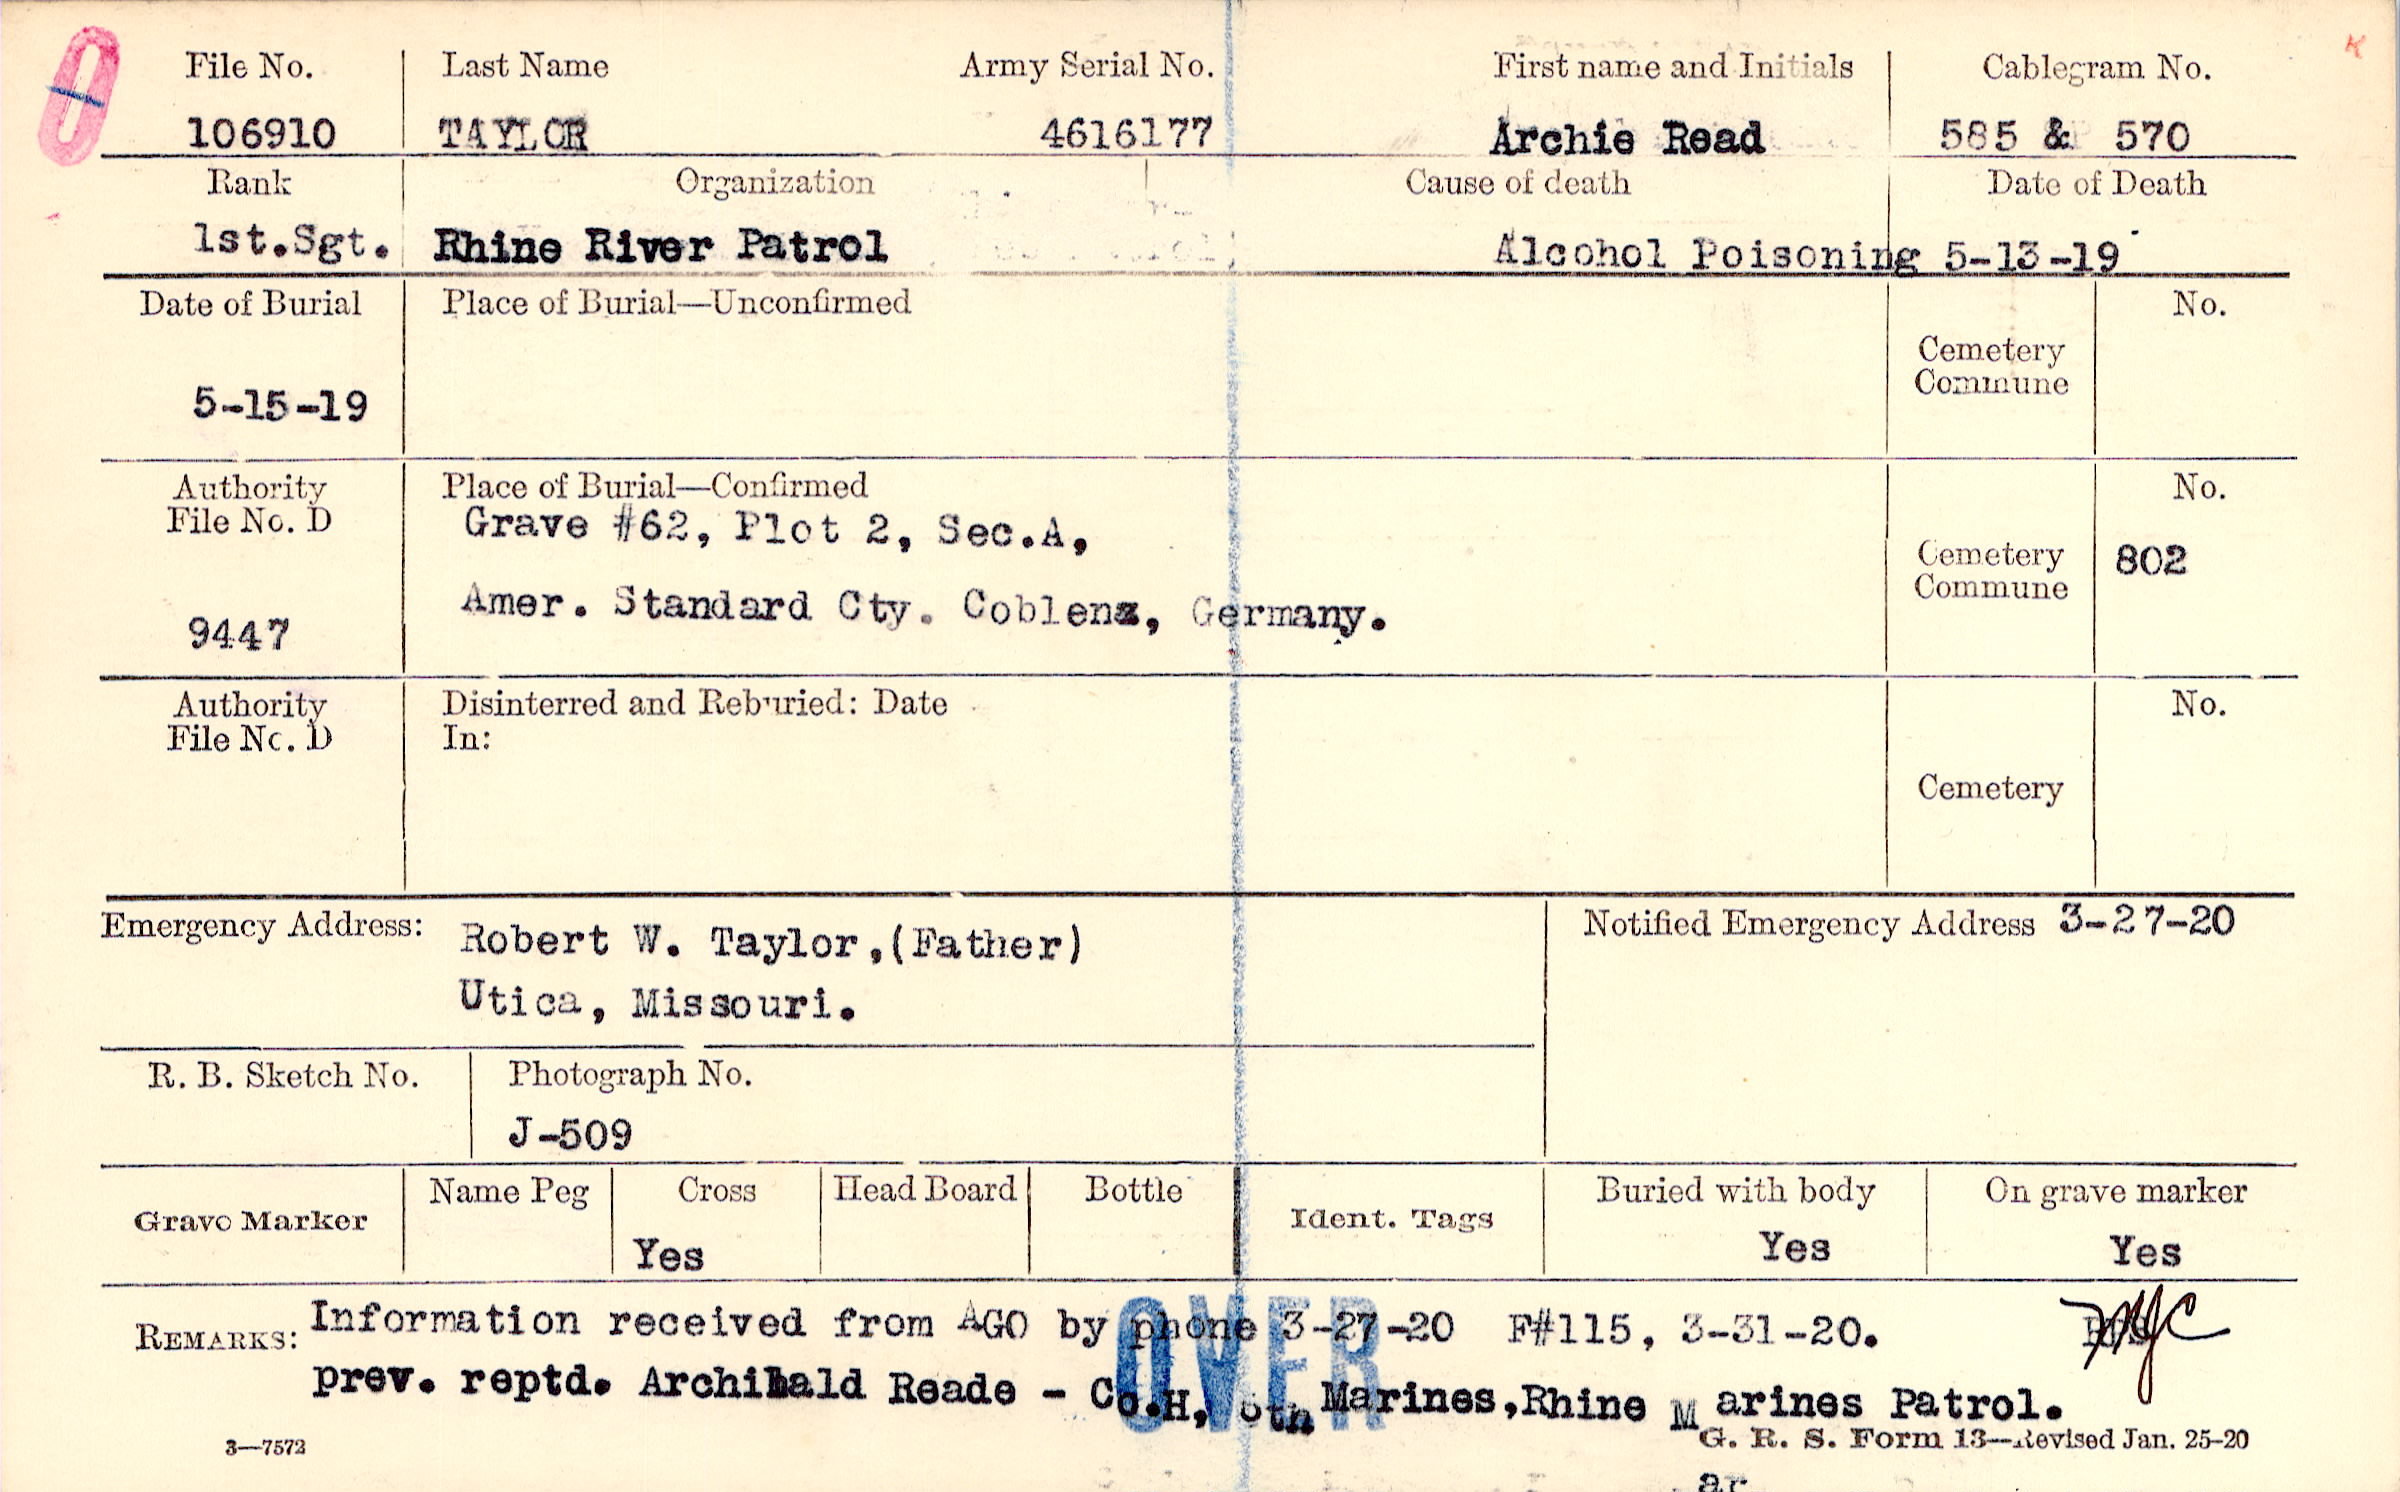 File No. Last Name Army Serial No. First name and Initials Cablegram No.
106910 TAYLOR 4616177 Archie Read 585 & 570
Rank Organization Cause of death Date of Death
1st.Sgt. Rhine River Patrol Alcohol Poisoning 5-13-19
Date of Burial Place of Burial—Unconfirmed No.
Cemetery
Commune
5-15-19
Authority Place of Burial—Confirmed No.
File No. D Grave #62, Plot 2, Sec.A,
Cemetery 802
Commune
Amer. Standard Cty. Coblenz, Germany.
9447
Authority Disinterred and Reburied: Date No.
File No. D In:
Cemetery
Emergency Address: Robert W. Taylor,(Father) Notified Emergency Address 3-27-20
Utica, Missouri.
R. B. Sketch No. Photograph No.
J-509
Grave Marker Name Peg Cross Head Board Bottle Ident. Tags Buried with body On grave marker
Yes Yes Yes
REMARKS: Information received from AGO by phone 3-27-20 F#115, 3-31-20.
OVER
prev. reptd. Archibald Reade - Co.H, Marines,Rhine Marines Patrol.
3—7572 G. R. S. Form 13—Revised Jan. 25-20
ar